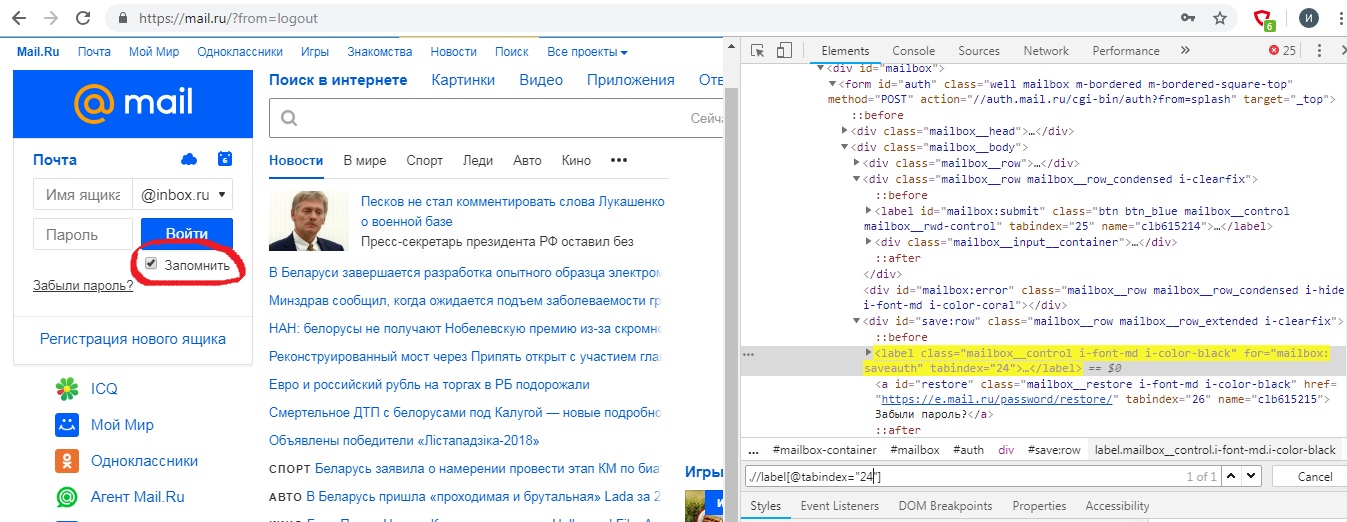 https://mail.ru/?from=logout
6
И
Mail.Ru Почта Мой Мир Одноклассники Игры Знакомства Новости Поиск Все проекты
@mail
Поиск в интернете Картинки Видео Приложения Отв
Сейча
Почта
6
Имя ящика @inbox.ru
Пароль Войти
Запомнить
Забыли пароль?
Регистрация нового ящика
ICQ
Мой Мир
Одноклассники
Агент Mail.Ru
Новости В мире Спорт Леди Авто Кино •••
Песков не стал комментировать слова Лукашенко
о военной базе
Пресс-секретарь президента РФ оставил без
В Беларуси завершается разработка опытного образца электром
Минздрав сообщил, когда ожидается подъем заболеваемости гр
НАН: белорусы не получают Нобелевскую премию из-за скромно
Реконструированный мост через Припять открыт с участием гла
Евро и российский рубль на торгах в РБ подорожали
Смертельное ДТП с белорусами под Калугой — новые подробно
Объявлены победители «Лістападзіка-2018»
СПОРТ Беларусь заявила о намерении провести этап КМ по биа
АВТО В Беларусь пришла «проходимая и брутальная» Lada за 2
Игры
Elements Console Sources Network Performance » 25
<div id="mailbox">
<form id="auth" class="well mailbox m-bordered m-bordered-square-top"
method="POST" action="//auth.mail.ru/cgi-bin/auth?from=splash" target="_top">
::before
<div class="mailbox__head">…</div>
<div class="mailbox__body">
<div class="mailbox__row">…</div>
<div class="mailbox__row mailbox__row_condensed i-clearfix">
::before
<label id="mailbox:submit" class="btn btn_blue mailbox__control
mailbox__rwd-control" tabindex="25" name="clb615214">…</label>
<div class="mailbox__input__container">…</div>
::after
</div>
<div id="mailbox:error" class="mailbox__row mailbox__row_condensed i-hide
i-font-md i-color-coral"></div>
<div id="save:row" class="mailbox__row mailbox__row_extended i-clearfix">
::before
<label class="mailbox__control i-font-md i-color-black" for="mailbox:
saveauth" tabindex="24">…</label> == $0
<a id="restore" class="mailbox__restore i-font-md i-color-black" href=
"https://e.mail.ru/password/restore/" tabindex="26" name="clb615215">
Забыли пароль?</a>
::after
... #mailbox-container #mailbox #auth div #save:row label.mailbox__control.i-font-md.i-color-black
.//label[@tabindex="24"] 1 of 1 Cancel
Styles Event Listeners DOM Breakpoints Properties Accessibility